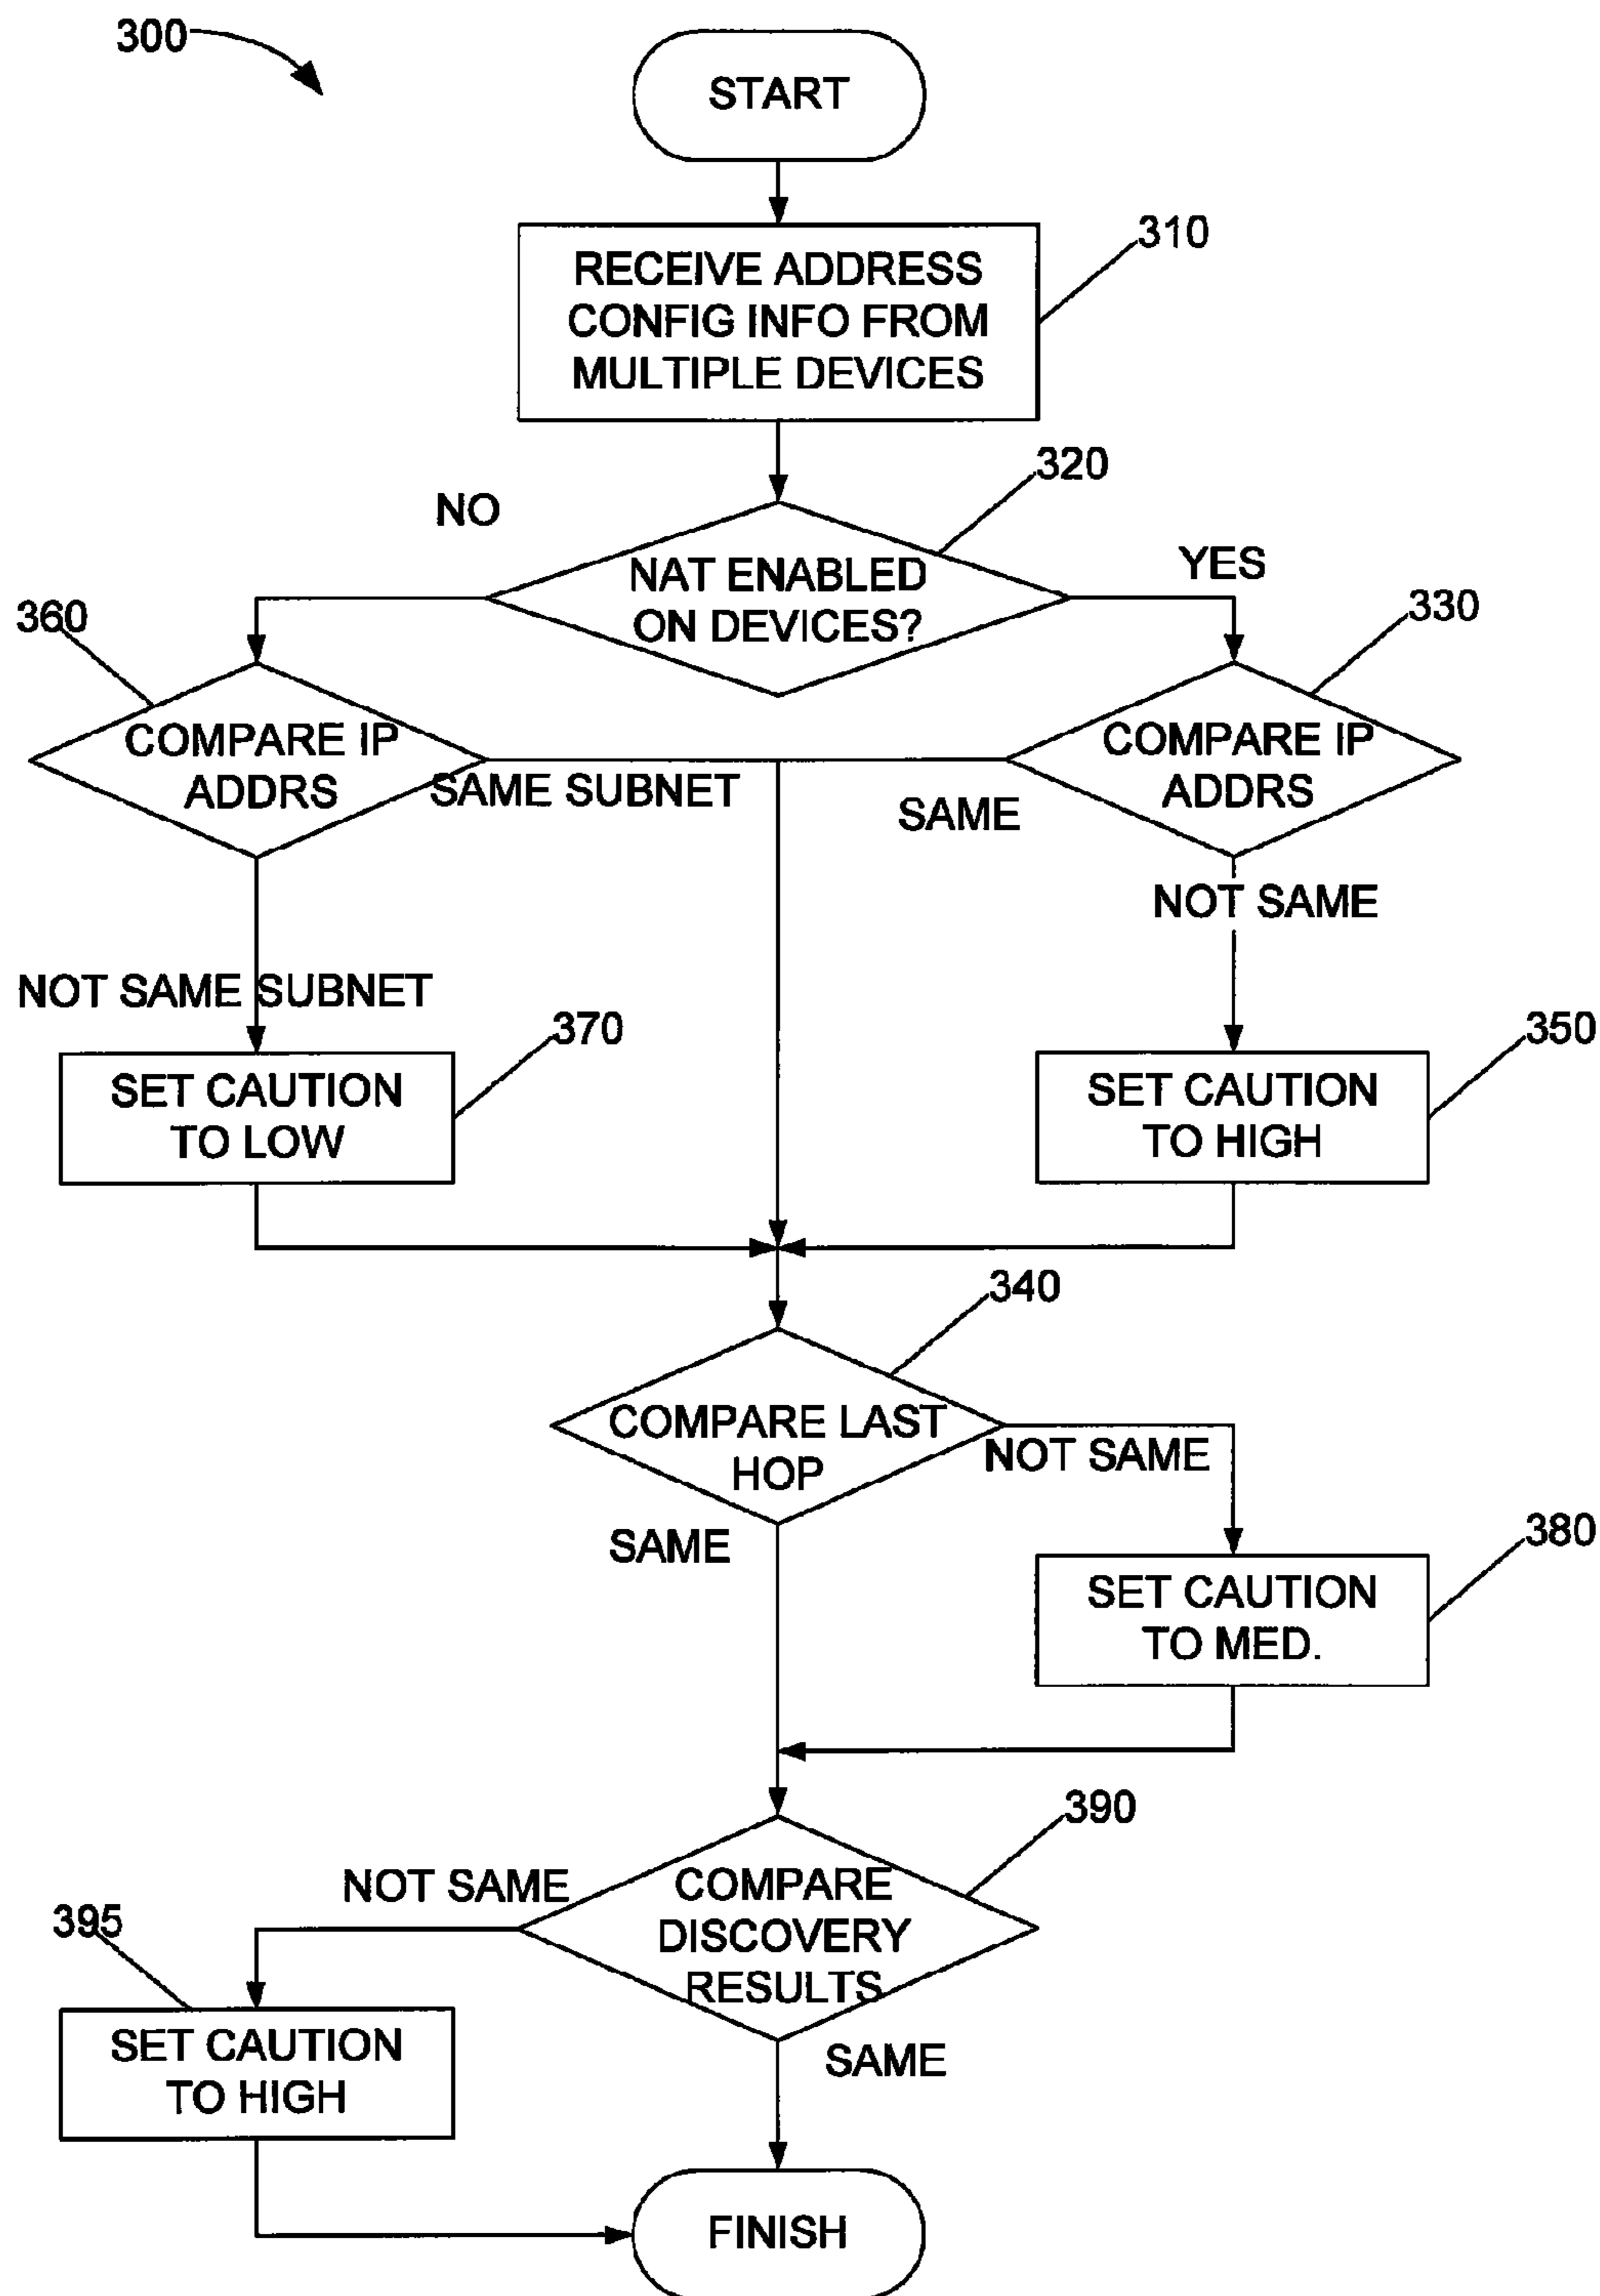 300
START
310
RECEIVE ADDRESS
CONFIG INFO FROM
MULTIPLE DEVICES
320
NO
NAT ENABLED
ON DEVICES?
YES
360
330
COMPARE IP
ADDRS
COMPARE IP
ADDRS
SAME SUBNET
SAME
NOT SAME
NOT SAME SUBNET
370
350
SET CAUTION
TO LOW
SET CAUTION
TO HIGH
340
COMPARE LAST
HOP
NOT SAME
SAME
380
SET CAUTION
TO MED.
390
NOT SAME
COMPARE
DISCOVERY
RESULTS
395
SET CAUTION
TO HIGH
SAME
FINISH